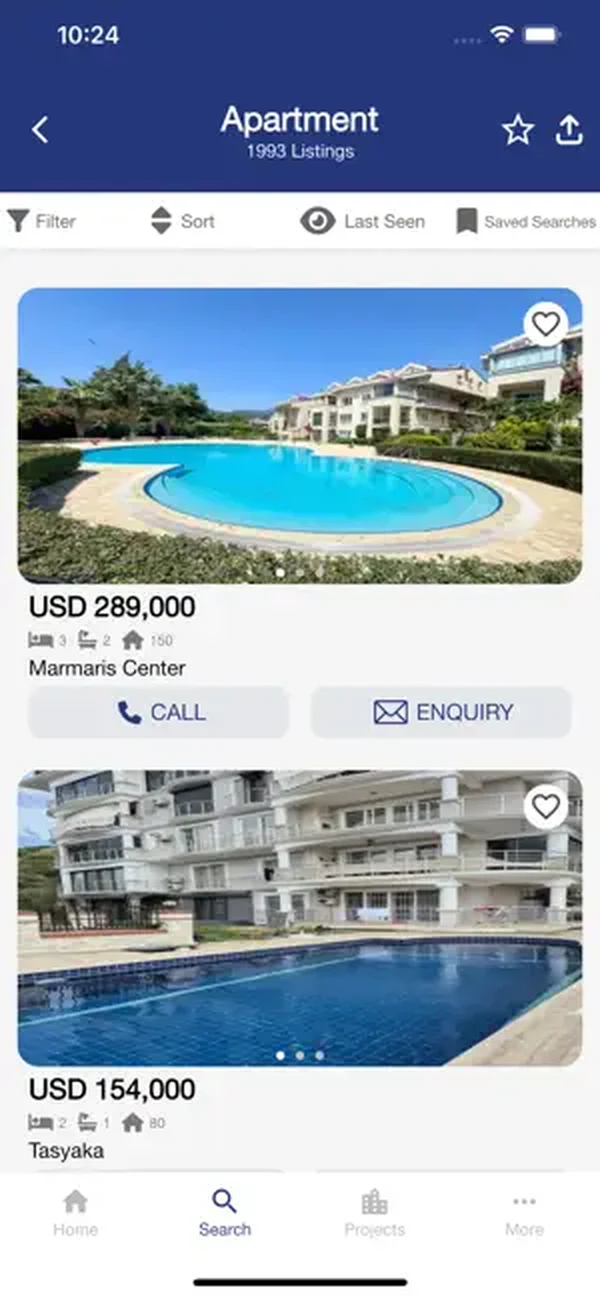 10:24
Apartment
1993 Listings
Filter Sort Last Seen Saved Searches
USD 289,000
3 2 150
Marmaris Center
CALL ENQUIRY
USD 154,000
2 1 80
Tasyaka
Home Search Projects More